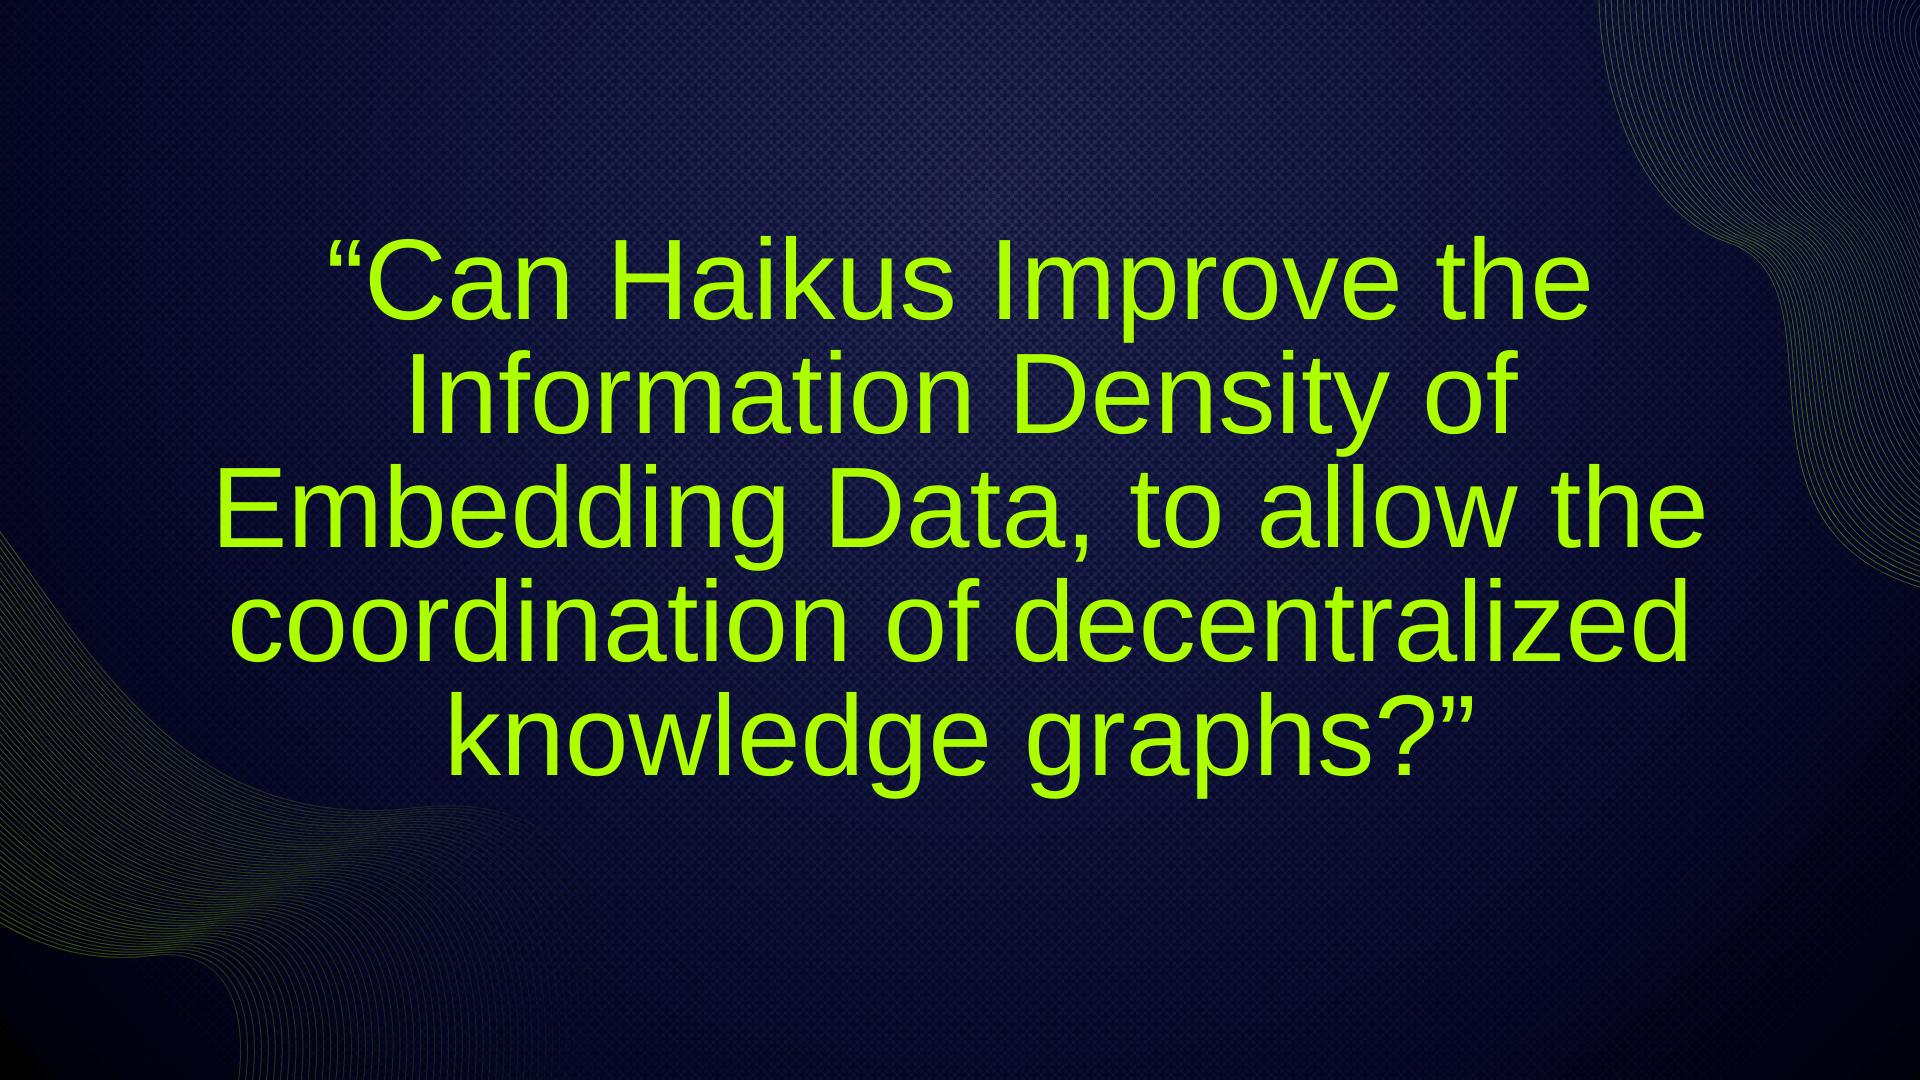 “Can Haikus Improve the
Information Density of
Embedding Data, to allow the
coordination of decentralized
knowledge graphs?”